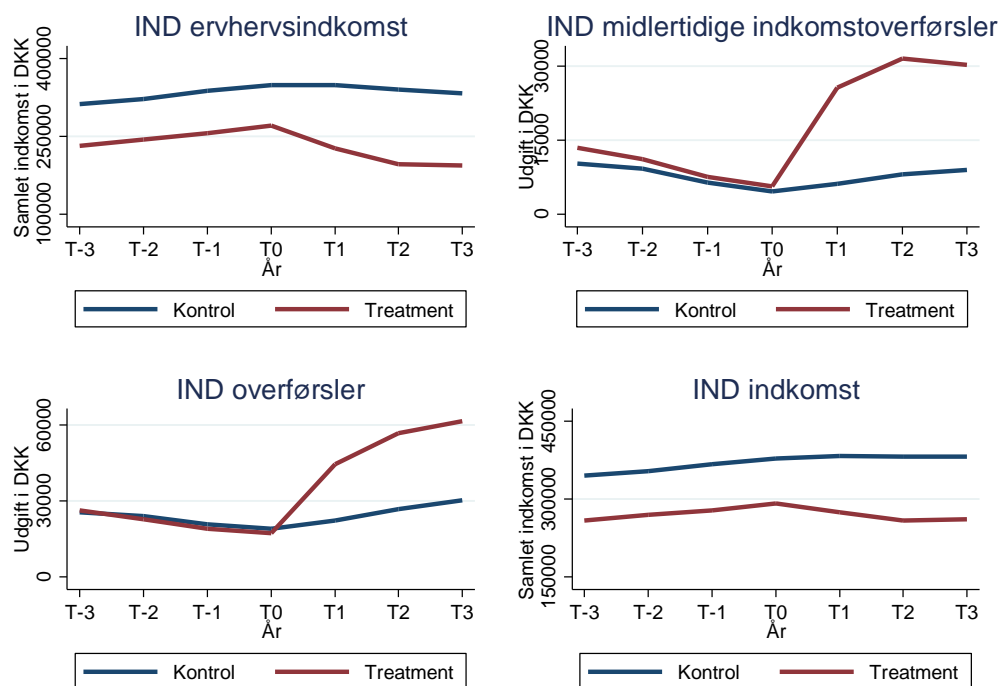 IND ervhervsindkomst
Samlet indkomst i DKK
400000
250000
100000
T-3 T-2 T-1 T0 T1 T2 T3
År
Kontrol Treatment
IND midlertidige indkomstoverførsler
Udgift i DKK
30000
15000
0
T-3 T-2 T-1 T0 T1 T2 T3
År
Kontrol Treatment
IND overførsler
Udgift i DKK
60000
30000
0
T-3 T-2 T-1 T0 T1 T2 T3
År
Kontrol Treatment
IND indkomst
Samlet indkomst i DKK
450000
300000
150000
T-3 T-2 T-1 T0 T1 T2 T3
År
Kontrol Treatment